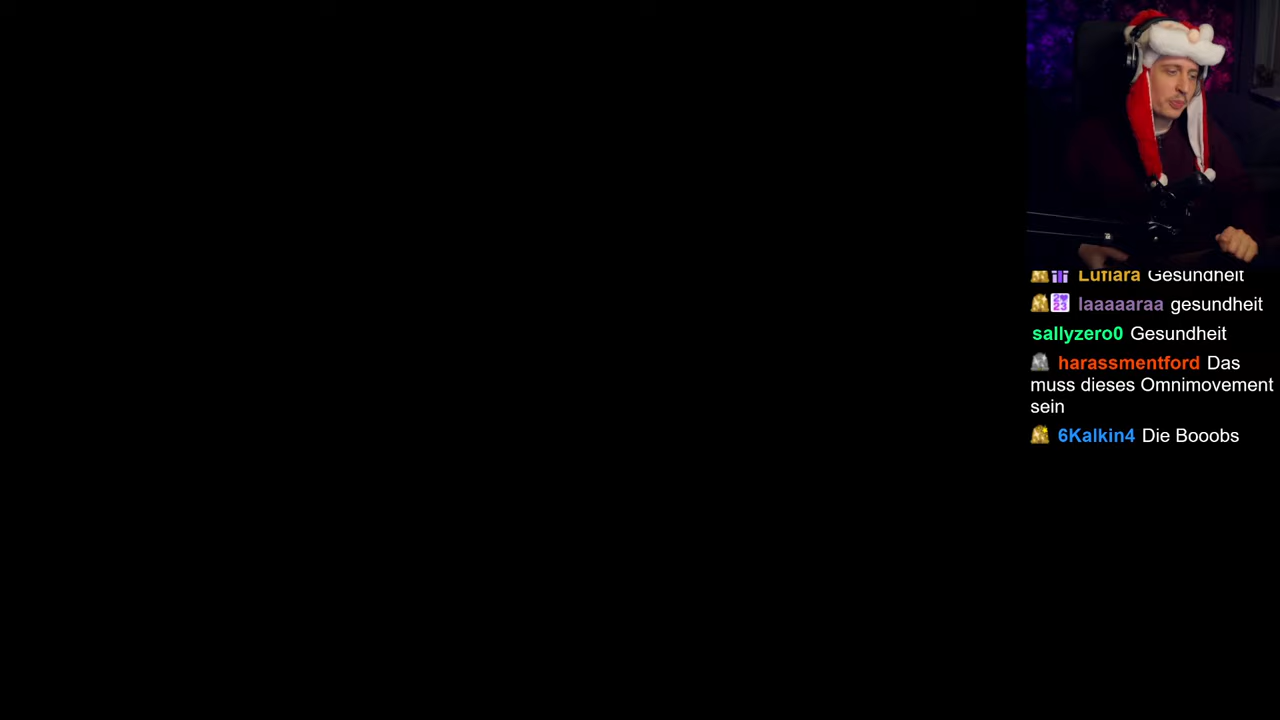 Lufiara Gesundheit
laaaaaraa gesundheit
sallyzero0 Gesundheit
harassmentford Das
muss dieses Omnimovement
sein
6Kalkin4 Die Booobs